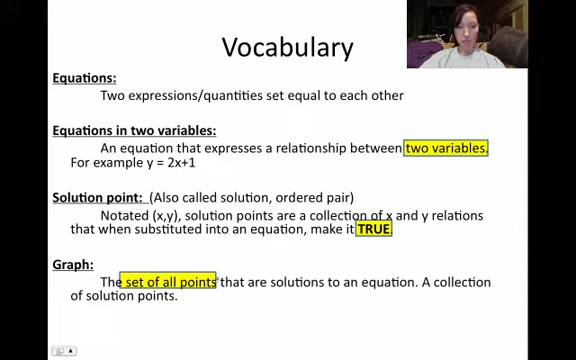 Vocabulary
Equations:
Two expressions/quantities set equal to each other
Equations in two variables:
An equation that expresses a relationship between two variables.
For example y = 2x+1
Solution point: (Also called solution, ordered pair)
Notated (x,y), solution points are a collection of x and y relations
that when substituted into an equation, make it TRUE.
Graph:
The set of all points that are solutions to an equation. A collection
of solution points.